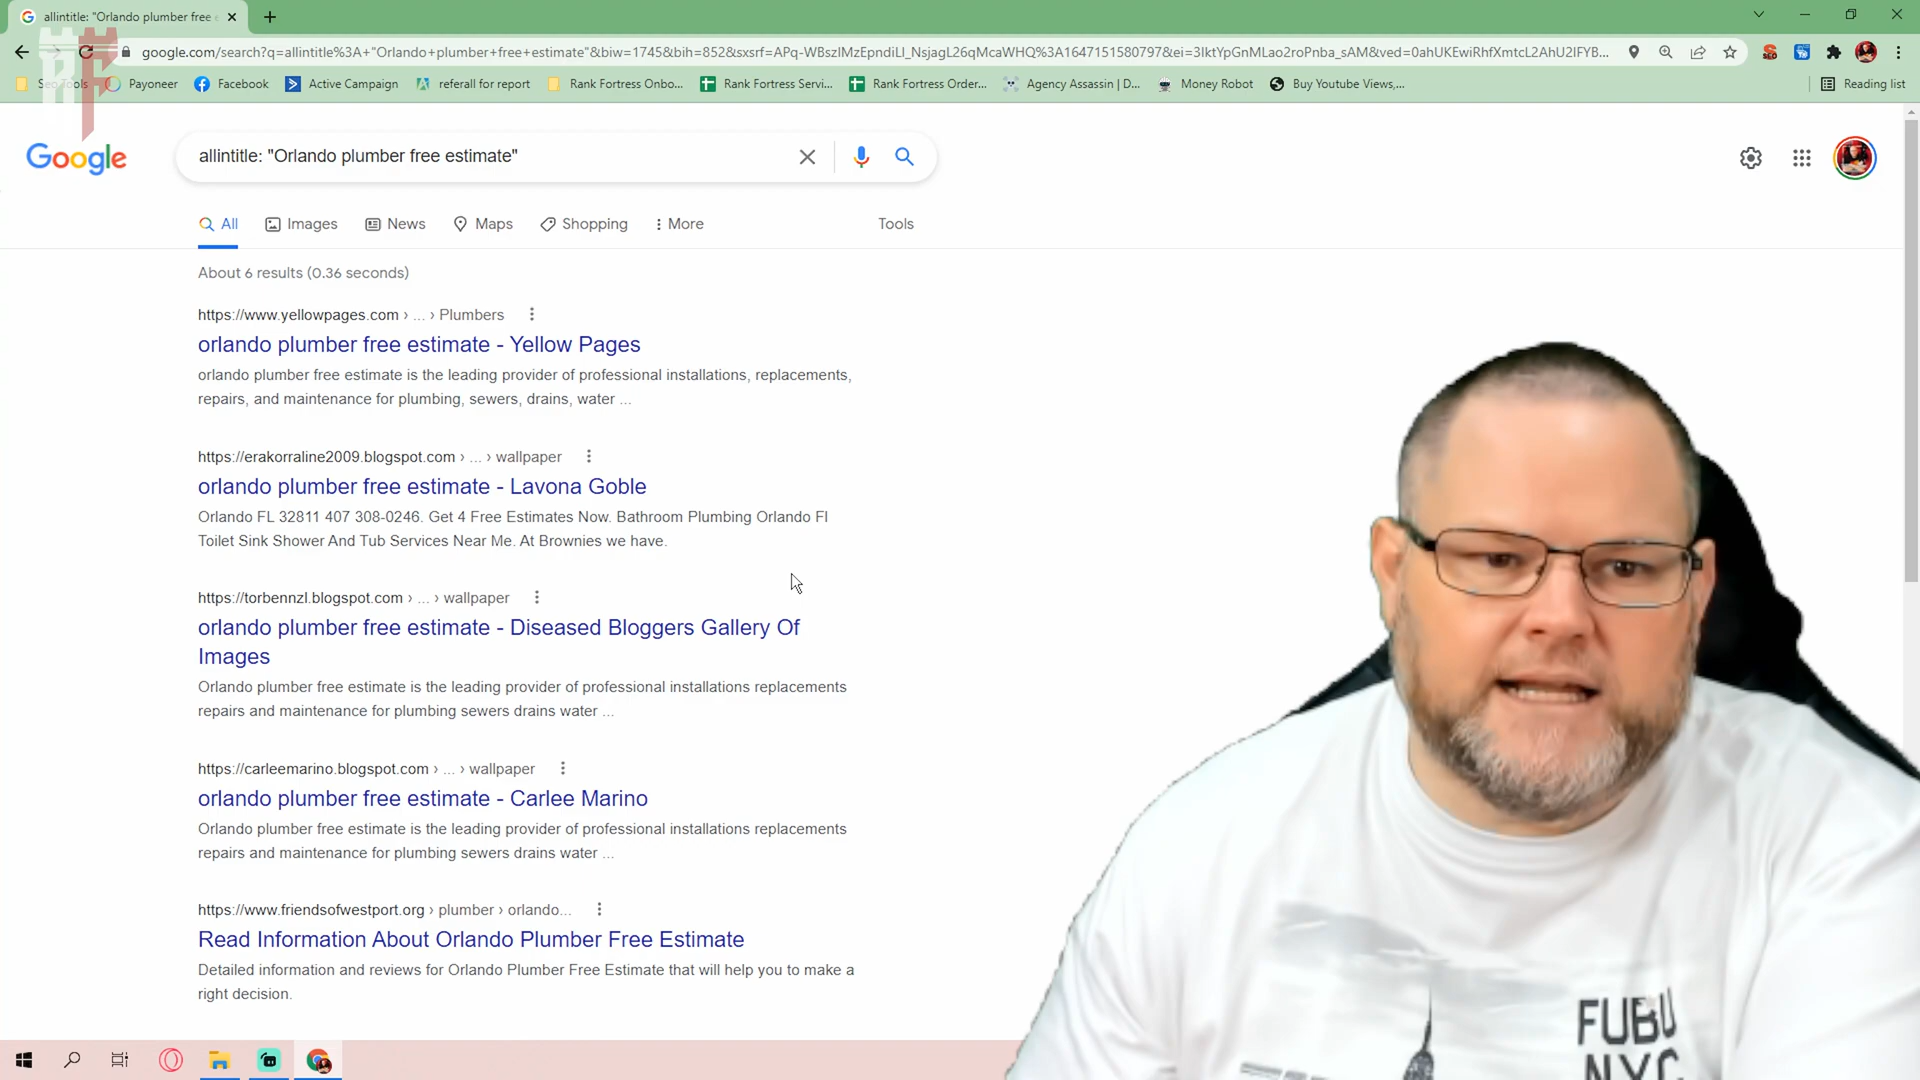 allintitle: "Orlando plumber free e
google.com/search?q=allintitle%3A+"Orlando+plumber+free+estimate"&biw=1745&bih=852&sxsrf=APq-WBszIMzEpndiLI_NsjagL26qMcaWHQ%3A1647151580797&ei=3IktYpGnMLao2roPnba_sAM&ved=0ahUKEwiRhfXmtcL2AhU2lFYB...
Seo Tools Payoneer Facebook Active Campaign referall for report Rank Fortress Onbo... Rank Fortress Servi... Rank Fortress Order... Agency Assassin | D... Money Robot Buy Youtube Views,... Reading list
Google
allintitle: "Orlando plumber free estimate"
All Images News Maps Shopping More Tools
About 6 results (0.36 seconds)
https://www.yellowpages.com › ... › Plumbers
orlando plumber free estimate - Yellow Pages
orlando plumber free estimate is the leading provider of professional installations, replacements,
repairs, and maintenance for plumbing, sewers, drains, water ...
https://erakorraline2009.blogspot.com › ... › wallpaper
orlando plumber free estimate - Lavona Goble
Orlando FL 32811 407 308-0246. Get 4 Free Estimates Now. Bathroom Plumbing Orlando Fl
Toilet Sink Shower And Tub Services Near Me. At Brownies we have.
https://torbennzl.blogspot.com › ... › wallpaper
orlando plumber free estimate - Diseased Bloggers Gallery Of
Images
Orlando plumber free estimate is the leading provider of professional installations replacements
repairs and maintenance for plumbing sewers drains water ...
https://carleemarino.blogspot.com › ... › wallpaper
orlando plumber free estimate - Carlee Marino
Orlando plumber free estimate is the leading provider of professional installations replacements
repairs and maintenance for plumbing sewers drains water ...
https://www.friendsofwestport.org › plumber › orlando...
Read Information About Orlando Plumber Free Estimate
Detailed information and reviews for Orlando Plumber Free Estimate that will help you to make a
right decision.
FUBU
NYC